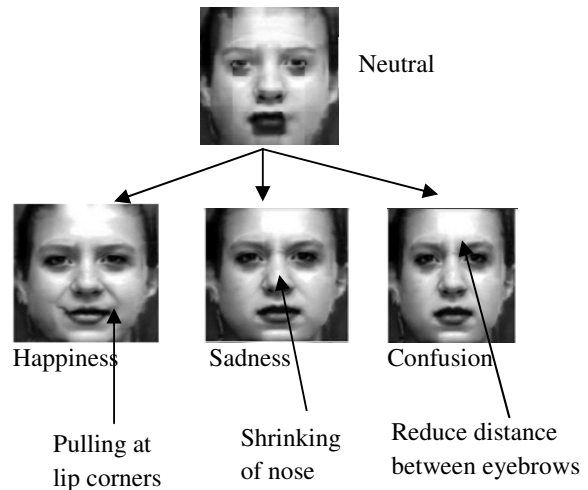 Neutral
Happiness
Sadness
Confusion
Pulling at
lip corners
Shrinking
of nose
Reduce distance
between eyebrows